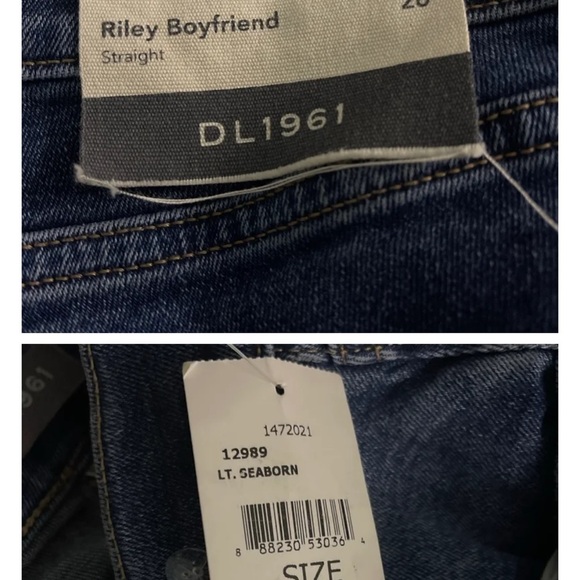 Riley Boyfriend
Straight
DL1961
1961
1472021
12989
LT. SEABORN
8 88230 53036 4
SIZE